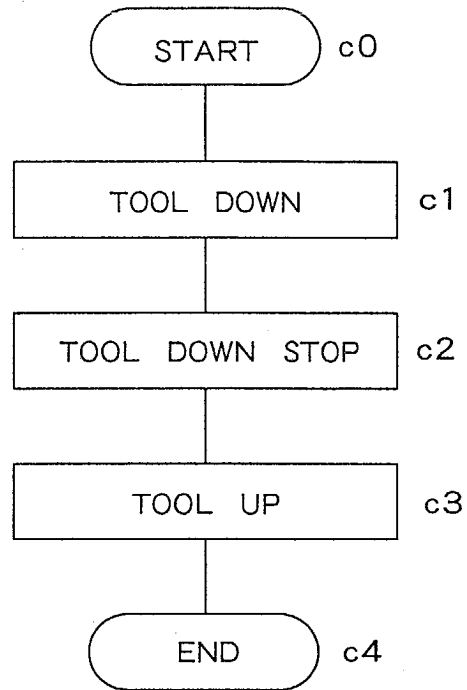 START c0
TOOL DOWN c1
TOOL DOWN STOP c2
TOOL UP c3
END c4